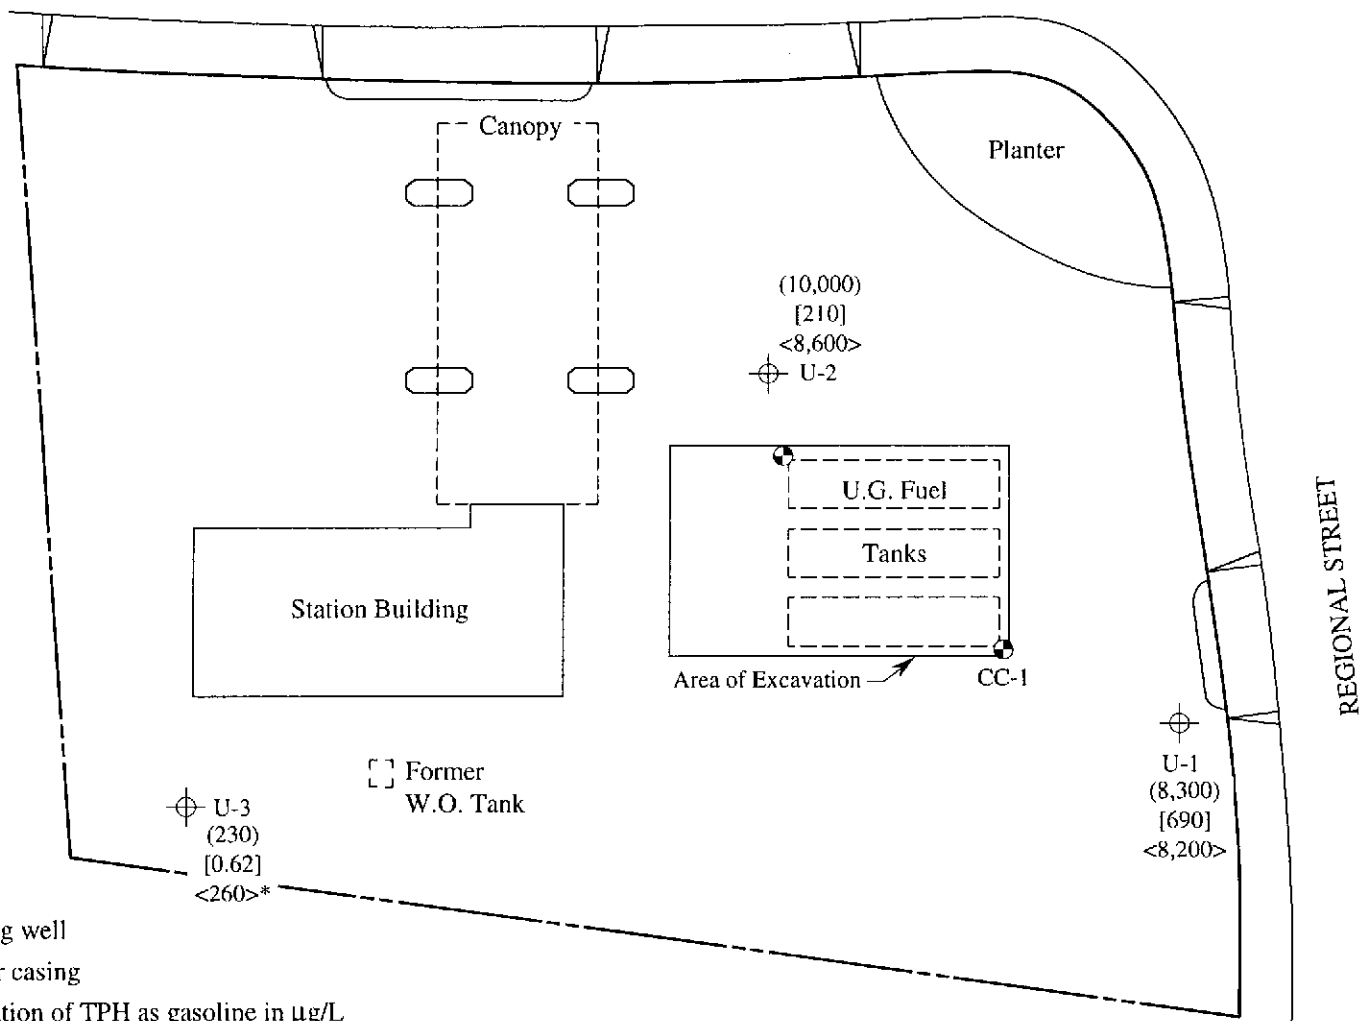 Canopy
Planter
(10,000)
[210]
<8,600>
U-2
U.G. Fuel
Tanks
Station Building
Area of Excavation
CC-1
REGIONAL STREET
U-1
(8,300)
[690]
<8,200>
Former
W.O. Tank
U-3
(230)
[0.62]
<260>*
g well
r casing
tion of TPH as gasoline in µg/L